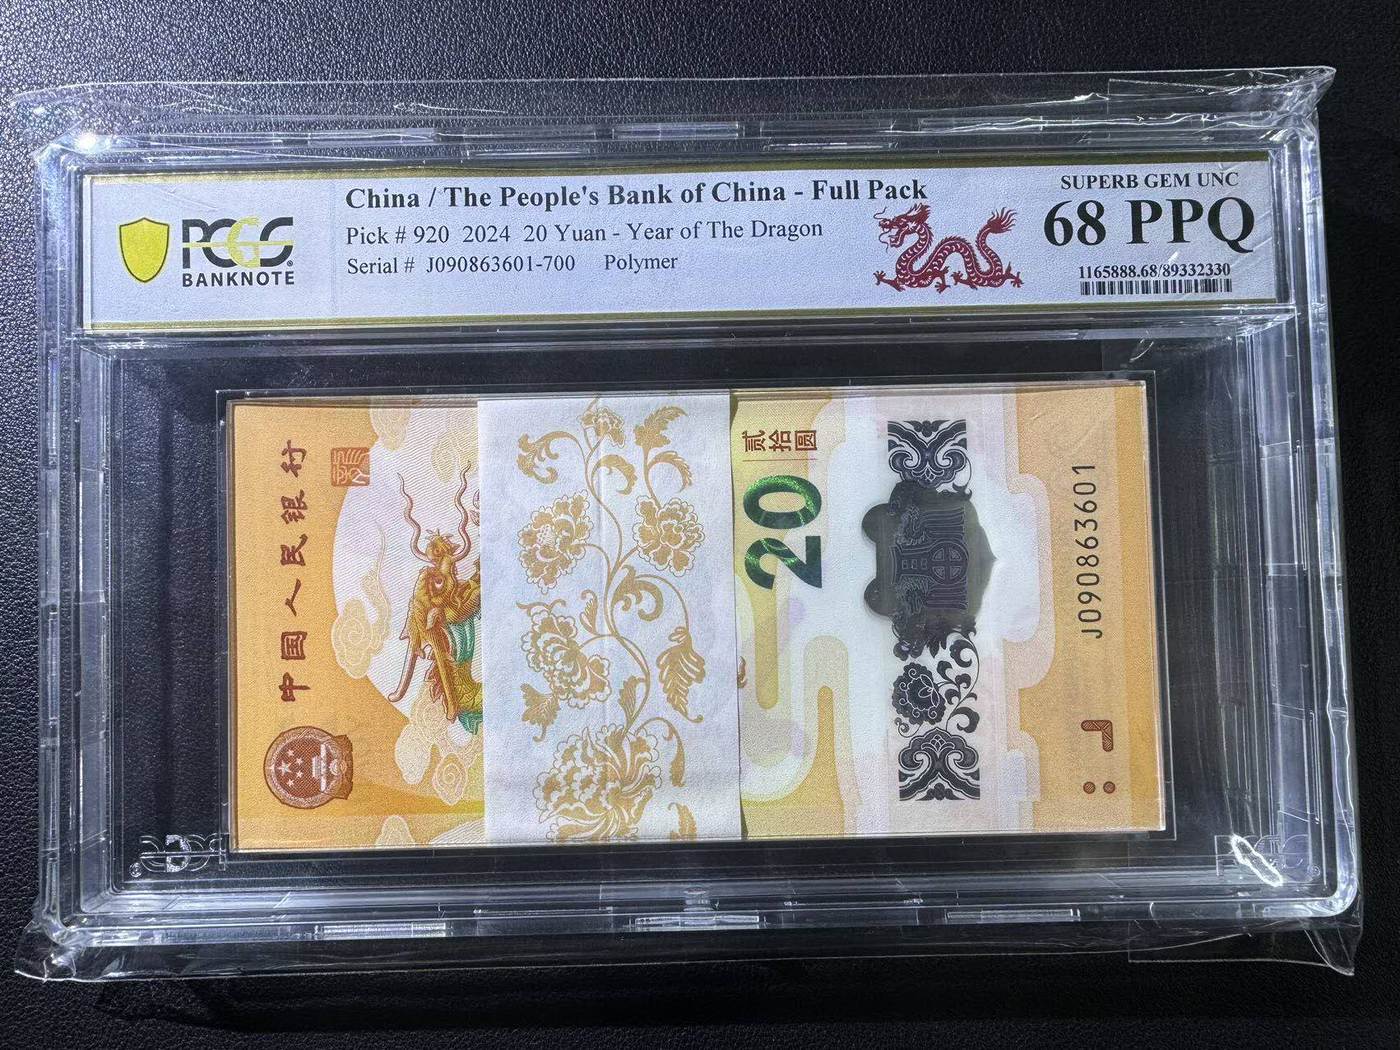 PCGS
BANKNOTE
China / The People's Bank of China - Full Pack
Pick # 920 2024 20 Yuan - Year of The Dragon
Serial # J090863601-700 Polymer
SUPERB GEM UNC
68 PPQ
1165888.68/89332330
中国人民银行
贰拾圆
20
J090863601